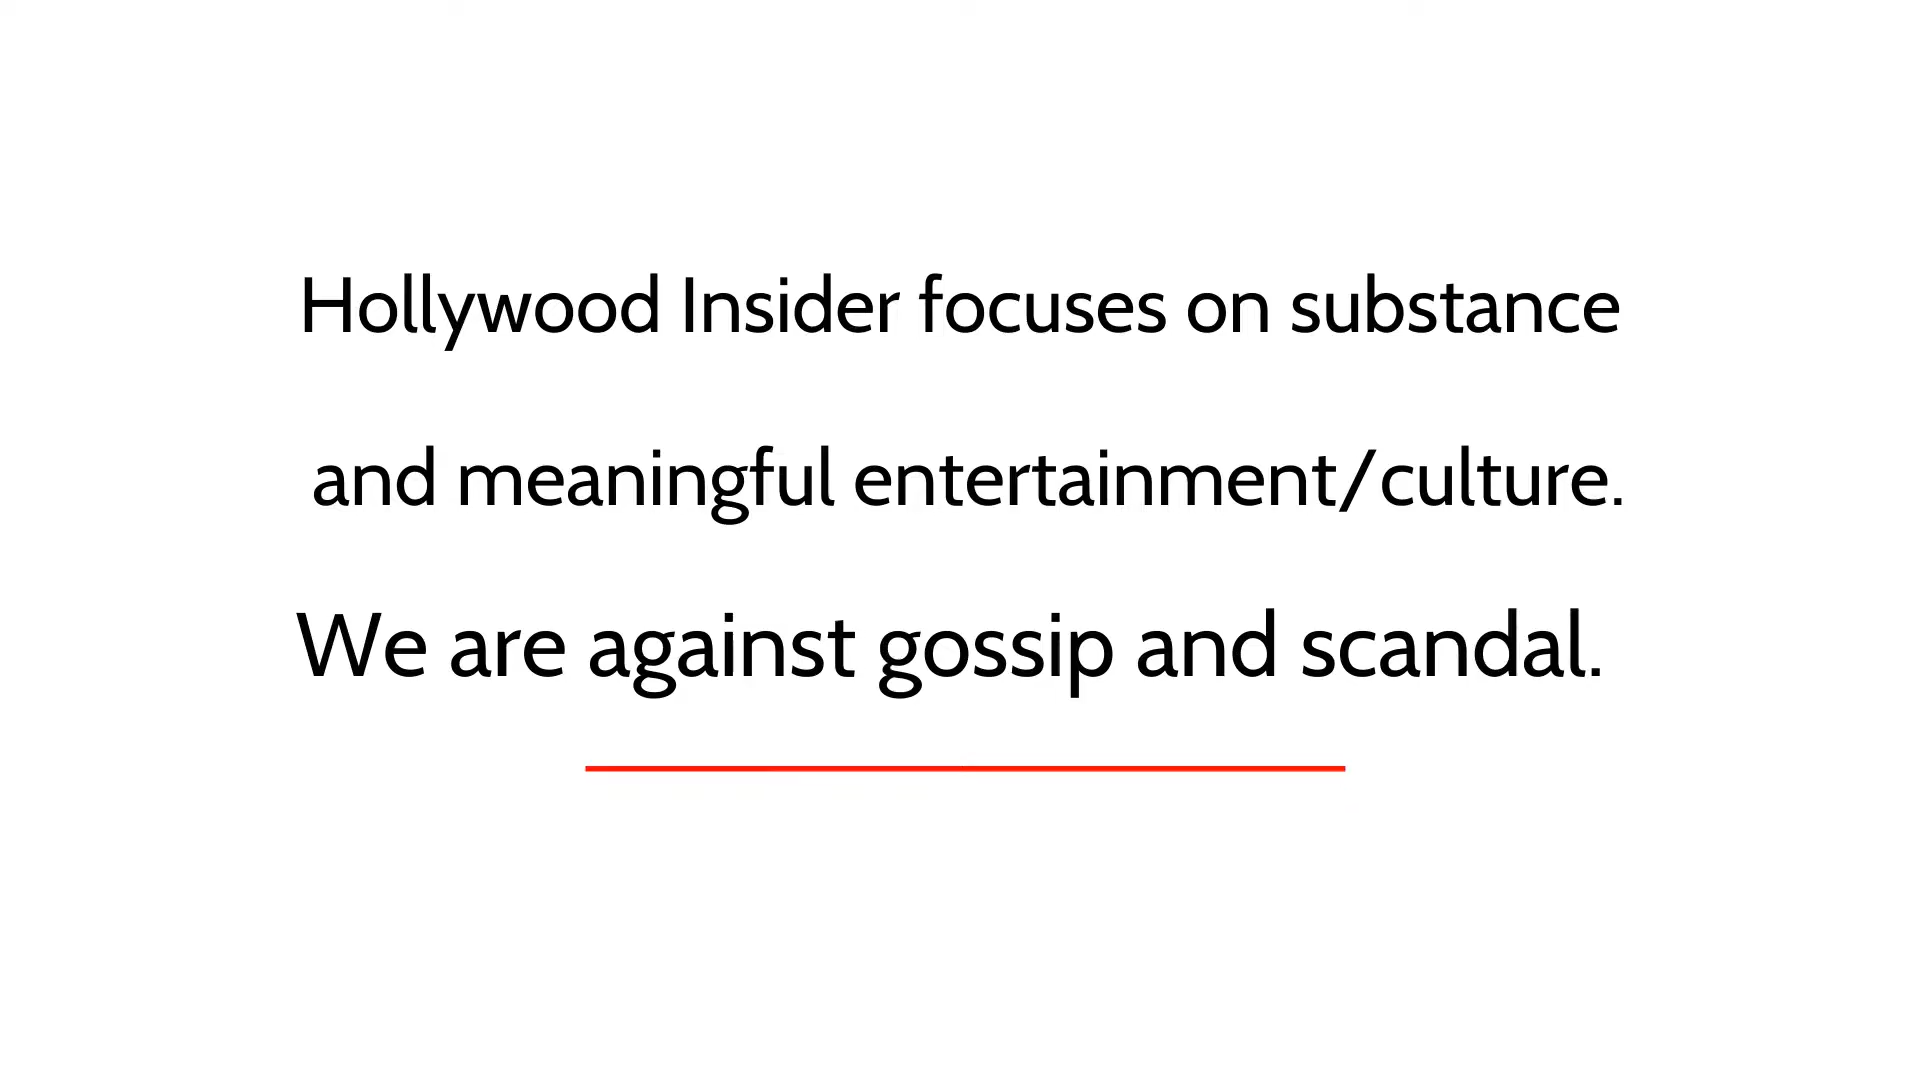 Hollywood Insider focuses on substance
and meaningful entertainment/culture.
We are against gossip and scandal.